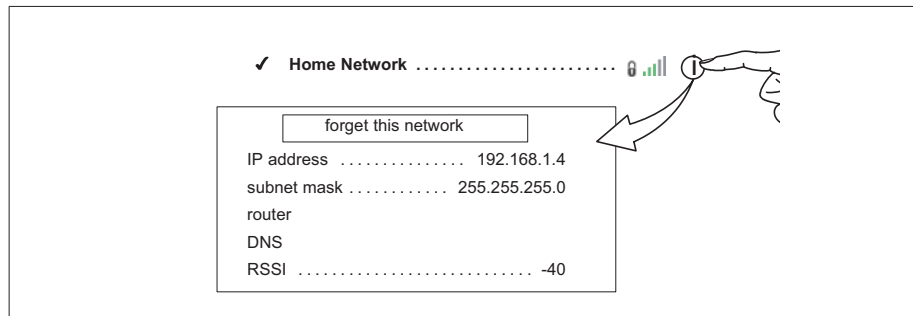 ✓ Home Network ........................ I
forget this network
IP address ............... 192.168.1.4
subnet mask ............ 255.255.255.0
router
DNS
RSSI ............................ -40